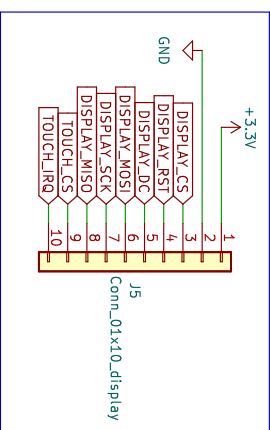 +3.3V
GND
DISPLAY_CS
DISPLAY_RST
DISPLAY_DC
DISPLAY_MOSI
DISPLAY_SCK
DISPLAY_MISO
TOUCH_CS
TOUCH_IRQ
1
2
3
4
5
6
7
8
9
10
J5
Conn_01x10_display